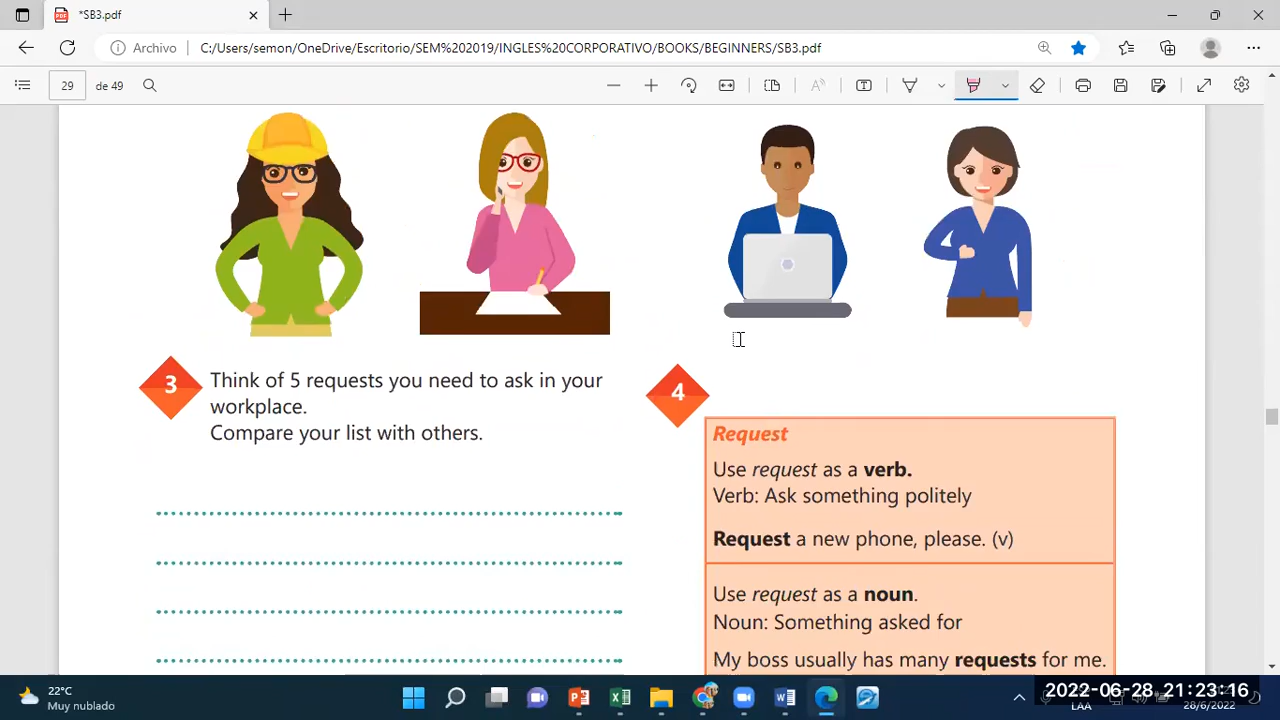 *SB3.pdf
Archivo
C:/Users/semon/OneDrive/Escritorio/SEM%202019/INGLES%20CORPORATIVO/BOOKS/BEGINNERS/SB3.pdf
29 de 49
3
Think of 5 requests you need to ask in your
workplace.
Compare your list with others.
4
Request
Use request as a verb.
Verb: Ask something politely
Request a new phone, please. (v)
Use request as a noun.
Noun: Something asked for
My boss usually has many requests for me.
22°C
Muy nublado
2022-06-28 21:23:16
LAA
28/6/2022